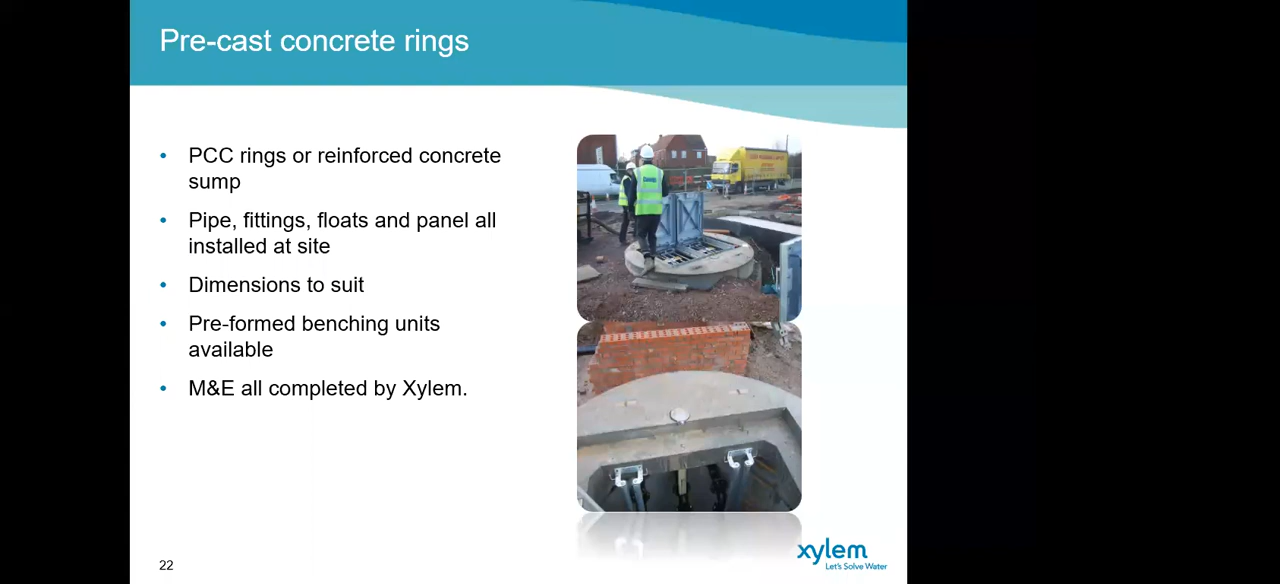 Pre-cast concrete rings
• PCC rings or reinforced concrete
sump
• Pipe, fittings, floats and panel all
installed at site
• Dimensions to suit
• Pre-formed benching units
available
• M&E all completed by Xylem.
22
xylem
Let's Solve Water